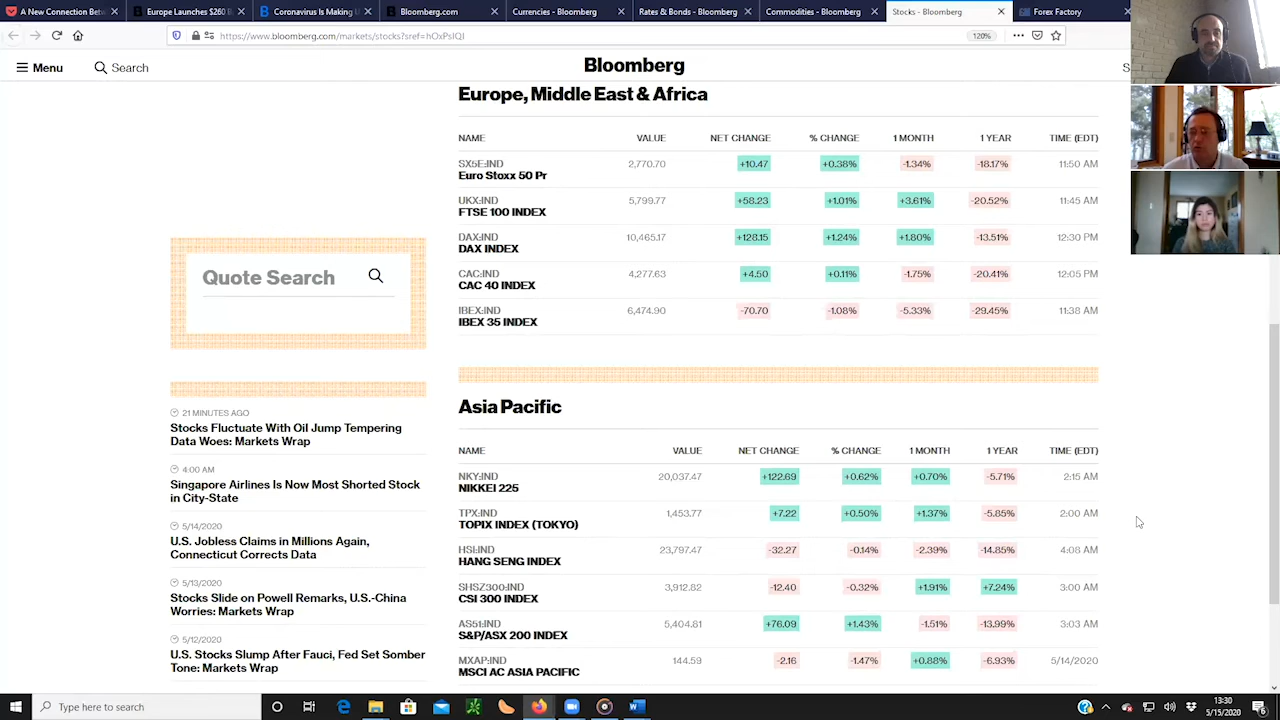 A New Connection Betwe
Europe Launches $260 B
Coronavirus Is Making U
Bloomberg.com
Currencies - Bloomberg
Rates & Bonds - Bloomberg
Commodities - Bloomberg
Stocks - Bloomberg
Forex Factory
https://www.bloomberg.com/markets/stocks?sref=hOxPsIQI
120%
Menu
Search
Bloomberg
S
Europe, Middle East & Africa
NAME VALUE NET CHANGE % CHANGE 1 MONTH 1 YEAR TIME (EDT)
SX5E:IND 2,770.70 +10.47 +0.38% -1.34% -18.17% 11:50 AM
Euro Stoxx 50 Pr
UKX:IND 5,799.77 +58.23 +1.01% +3.61% -20.52% 11:45 AM
FTSE 100 INDEX
DAX:IND 10,465.17 +128.15 +1.24% +1.80% -13.51% 12:30 PM
DAX INDEX
CAC:IND 4,277.63 +4.50 +0.11% -1.75% -20.41% 12:05 PM
CAC 40 INDEX
IBEX:IND 6,474.90 -70.70 -1.08% -5.33% -29.45% 11:38 AM
IBEX 35 INDEX
Quote Search
21 MINUTES AGO
Stocks Fluctuate With Oil Jump Tempering
Data Woes: Markets Wrap
4:00 AM
Singapore Airlines Is Now Most Shorted Stock
in City-State
5/14/2020
U.S. Jobless Claims in Millions Again,
Connecticut Corrects Data
5/13/2020
Stocks Slide on Powell Remarks, U.S.-China
Worries: Markets Wrap
5/12/2020
U.S. Stocks Slump After Fauci, Fed Set Somber
Tone: Markets Wrap
Asia Pacific
NAME VALUE NET CHANGE % CHANGE 1 MONTH 1 YEAR TIME (EDT)
NKY:IND 20,037.47 +122.69 +0.62% +0.70% -5.71% 2:15 AM
NIKKEI 225
TPX:IND 1,453.77 +7.22 +0.50% +1.37% -5.85% 2:00 AM
TOPIX INDEX (TOKYO)
HSI:IND 23,797.47 -32.27 -0.14% -2.39% -14.85% 4:08 AM
HANG SENG INDEX
SHSZ300:IND 3,912.82 -12.40 -0.32% +1.91% +7.24% 3:00 AM
CSI 300 INDEX
AS51:IND 5,404.81 +76.09 +1.43% -1.51% -13.99% 3:03 AM
S&P/ASX 200 INDEX
MXAP:IND 144.59 -2.16 -1.47% +0.88% -6.93% 5/14/2020
MSCI AC ASIA PACIFIC
Type here to search
13:30
5/15/2020